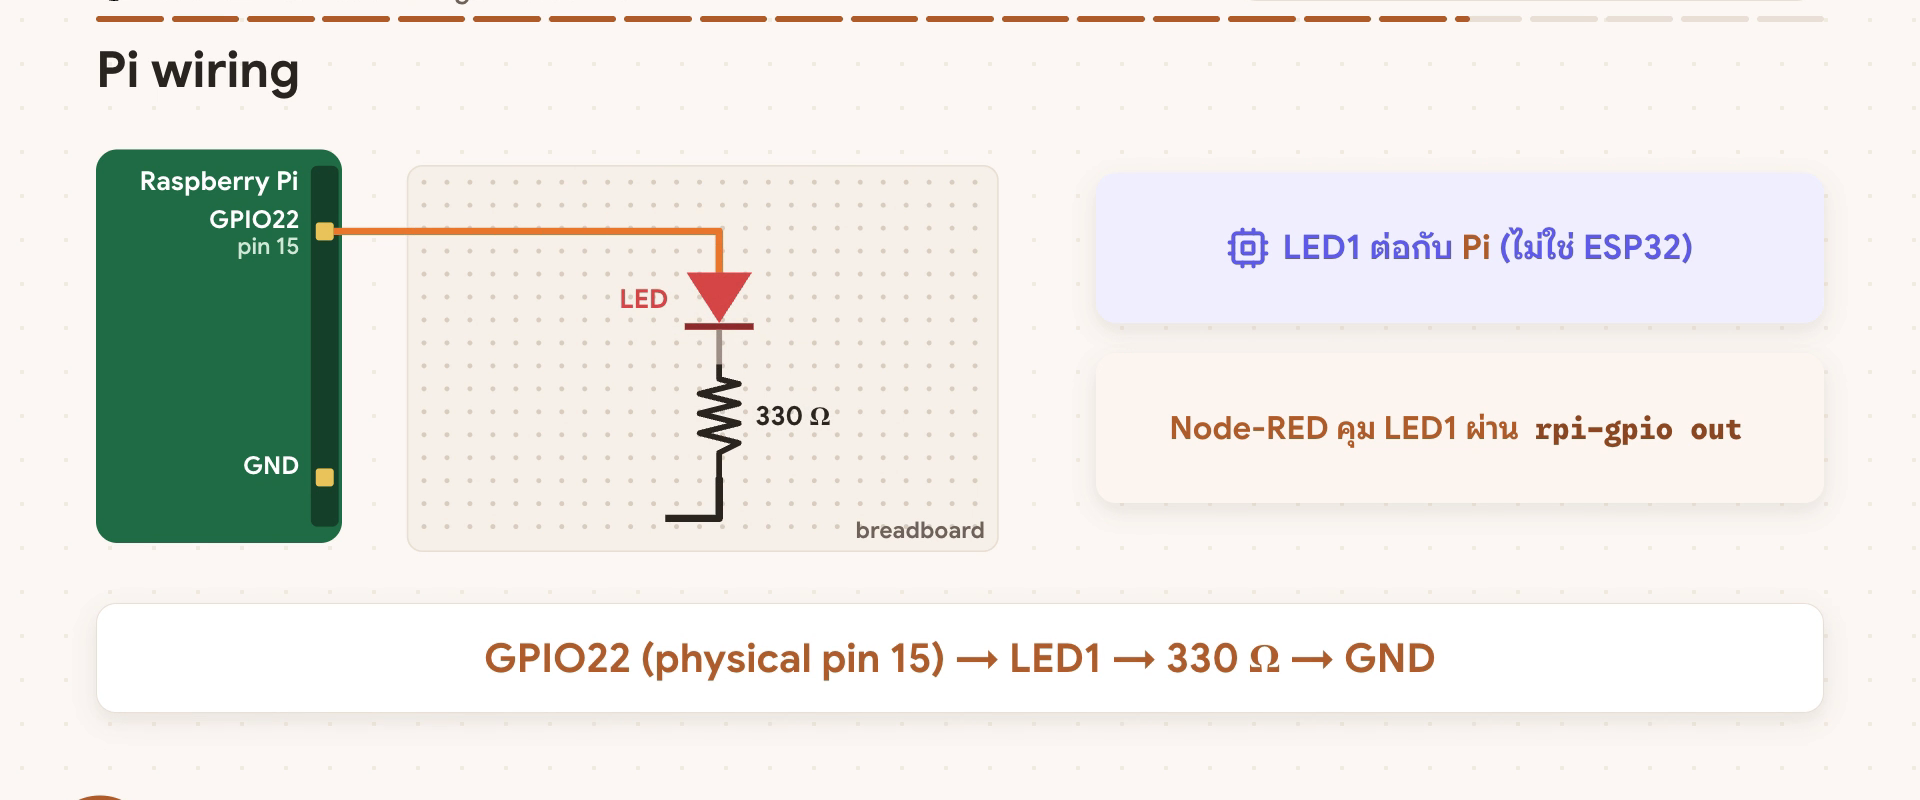 Pi wiring
Raspberry Pi
GPIO22
pin 15
GND
LED
330 Ω
breadboard
LED1 ต่อกับ Pi (ไม่ใช่ ESP32)
Node-RED คุม LED1 ผ่าน rpi-gpio out
GPIO22 (physical pin 15) → LED1 → 330 Ω → GND